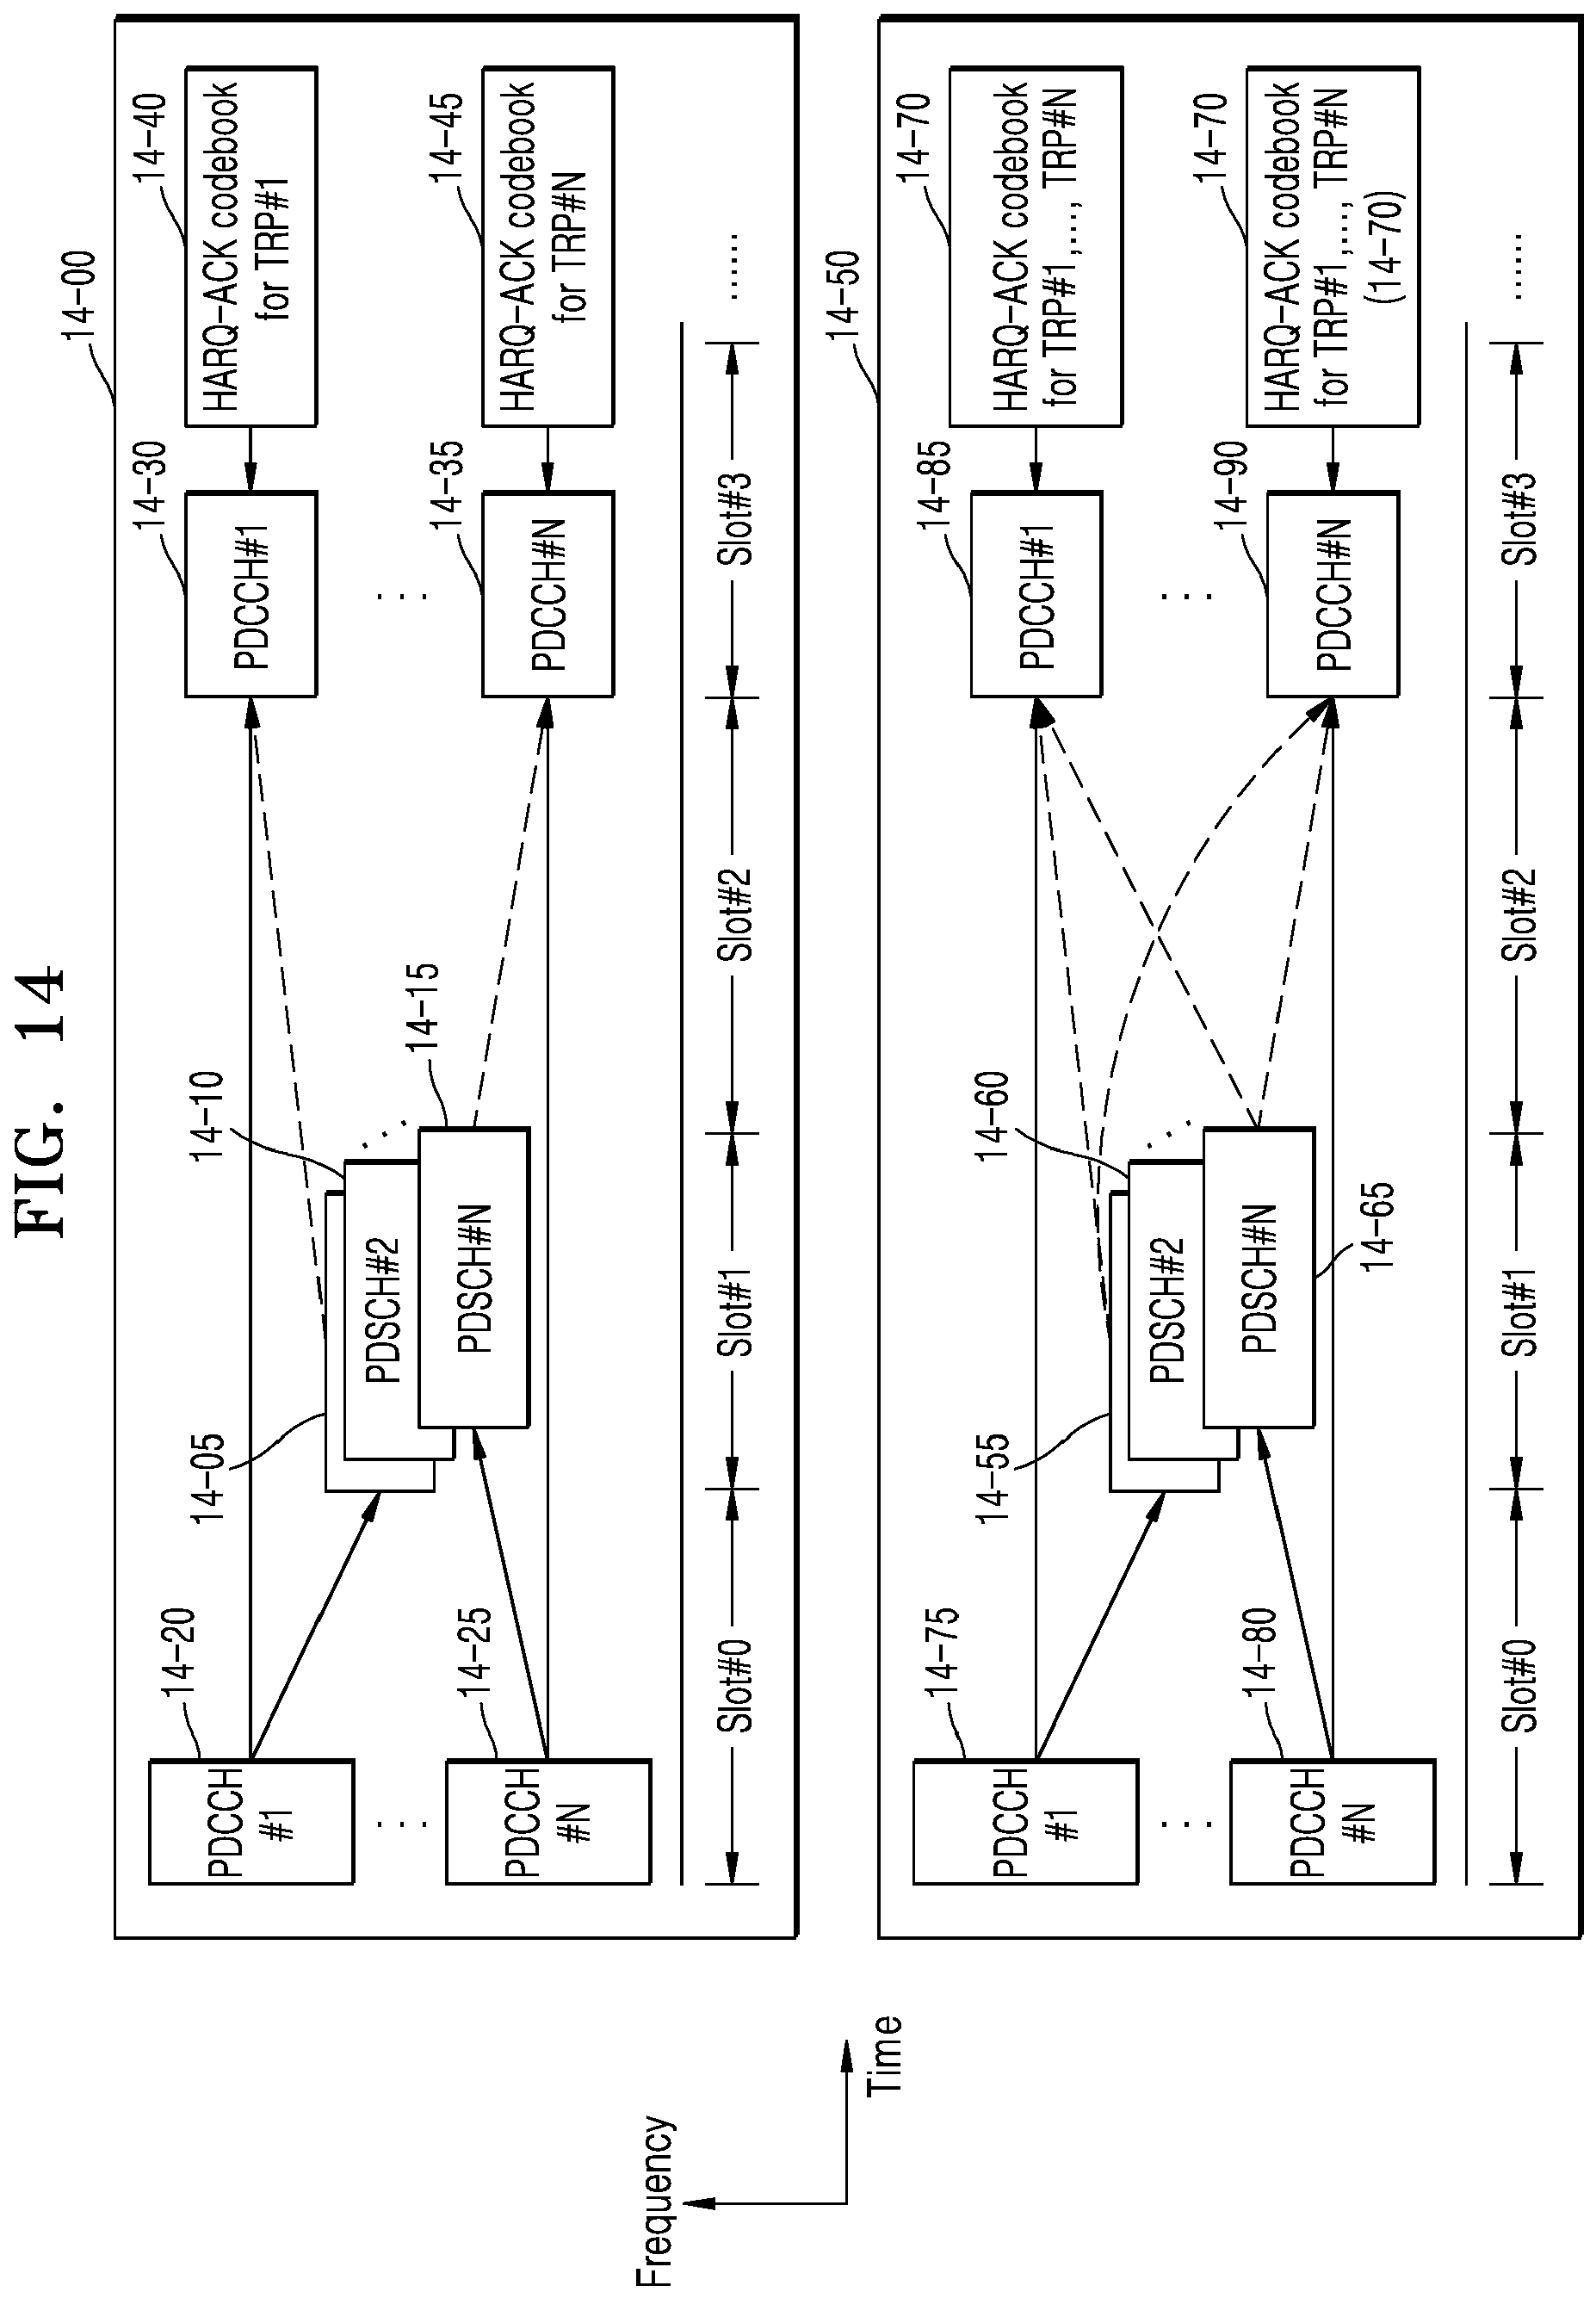 FIG. 14
14-00
14-20
PDCCH
#1
14-25
PDCCH
#N
. . .
14-05
14-10
PDSCH#2
14-15
PDSCH#N
. . .
14-30
PDCCH#1
. . .
14-35
PDCCH#N
14-40
HARQ-ACK codebook
for TRP#1
14-45
HARQ-ACK codebook
for TRP#N
Slot#0
Slot#1
Slot#2
Slot#3
......
14-50
14-75
PDCCH
#1
. . .
14-80
PDCCH
#N
14-55
14-60
PDSCH#2
. . .
PDSCH#N
14-65
14-85
PDCCH#1
. . .
14-90
PDCCH#N
14-70
HARQ-ACK codebook
for TRP#1,..., TRP#N
14-70
HARQ-ACK codebook
for TRP#1,..., TRP#N
(14-70)
Slot#0
Slot#1
Slot#2
Slot#3
......
Frequency
Time